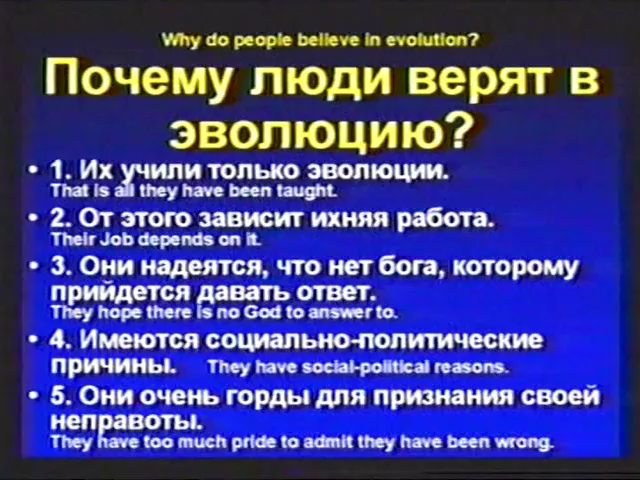 Why do people believe in evolution?
Почему люди верят в
эволюцию?
• 1. Их учили только эволюции.
That is all they have been taught.
• 2. От этого зависит ихняя работа.
Their Job depends on it.
• 3. Они надеятся, что нет бога, которому
прийдется давать ответ.
They hope there is no God to answer to.
• 4. Имеются социально-политические
причины. They have social-political reasons.
• 5. Они очень горды для признания своей
неправоты.
They have too much pride to admit they have been wrong.